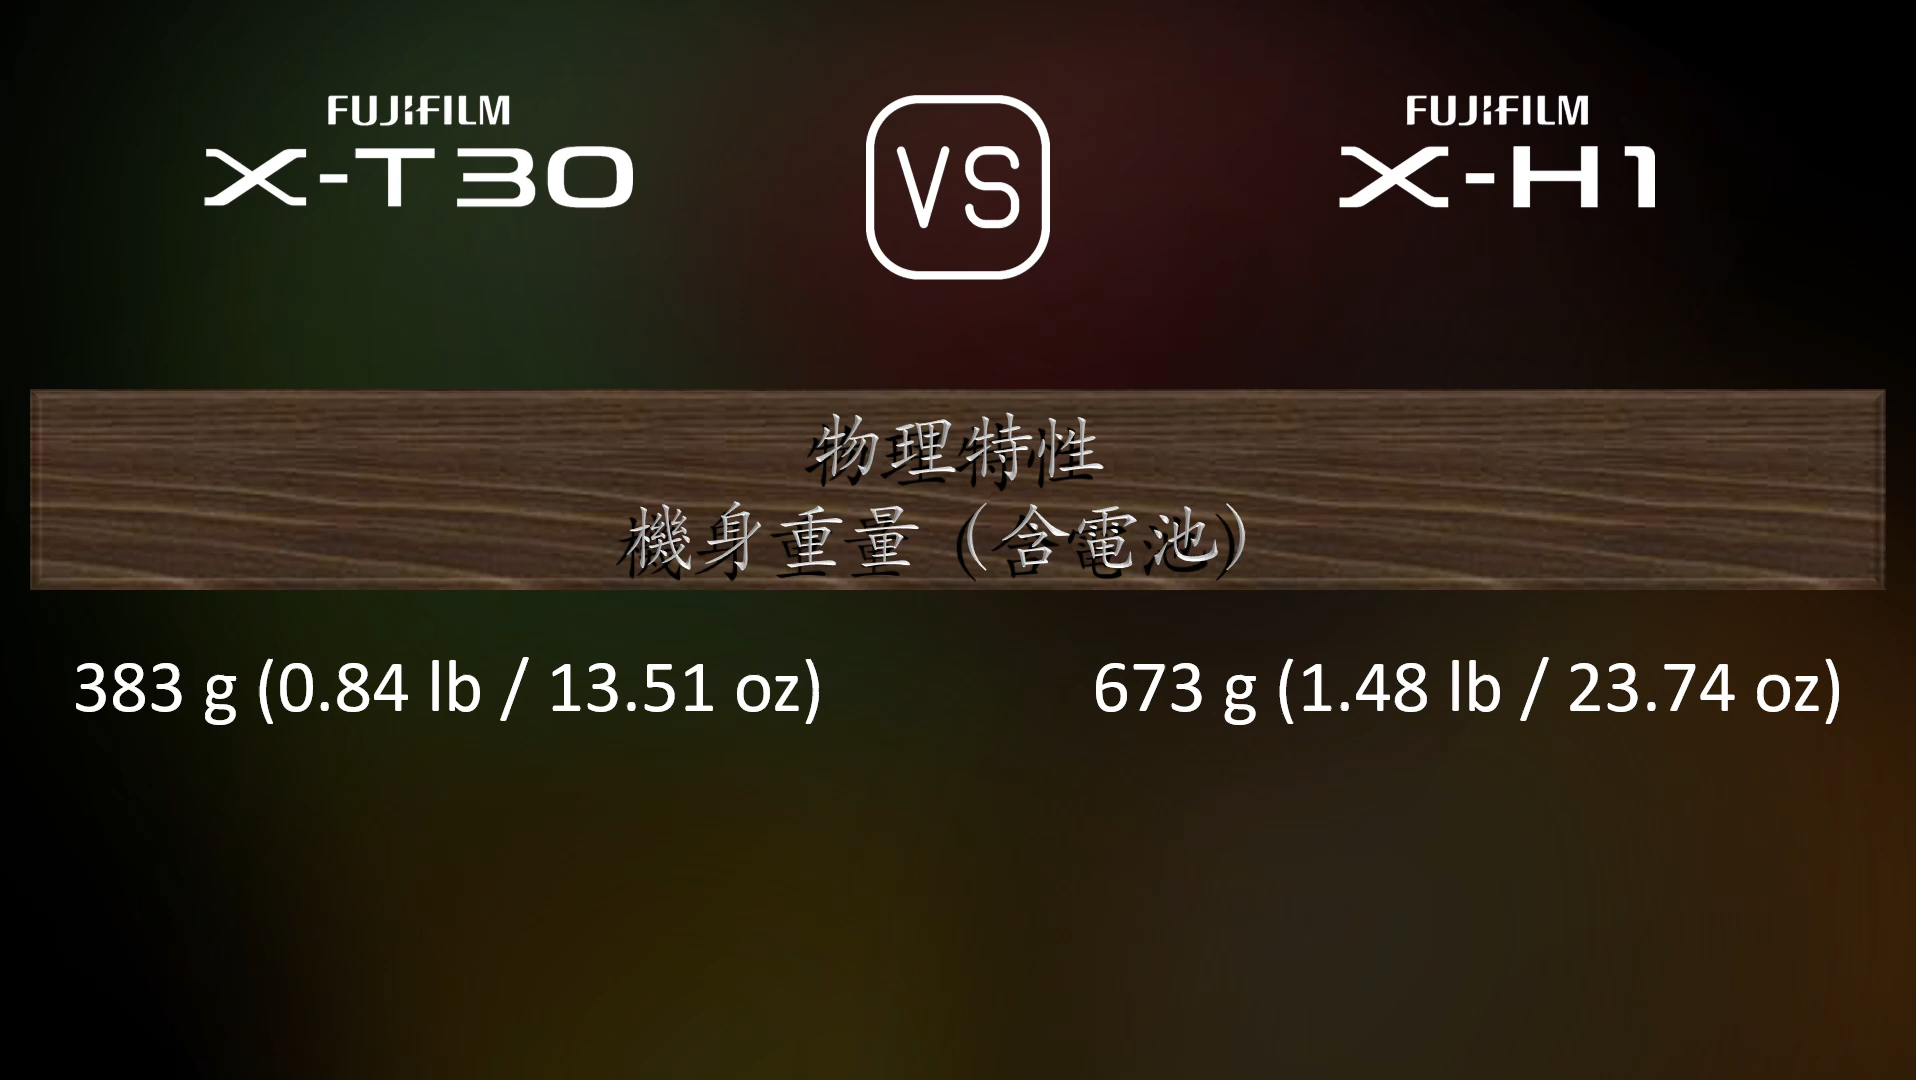 FUJIFILM
X-T30
VS
FUJIFILM
X-H1
物理特性
機身重量（含電池）
383 g (0.84 lb / 13.51 oz)
673 g (1.48 lb / 23.74 oz)